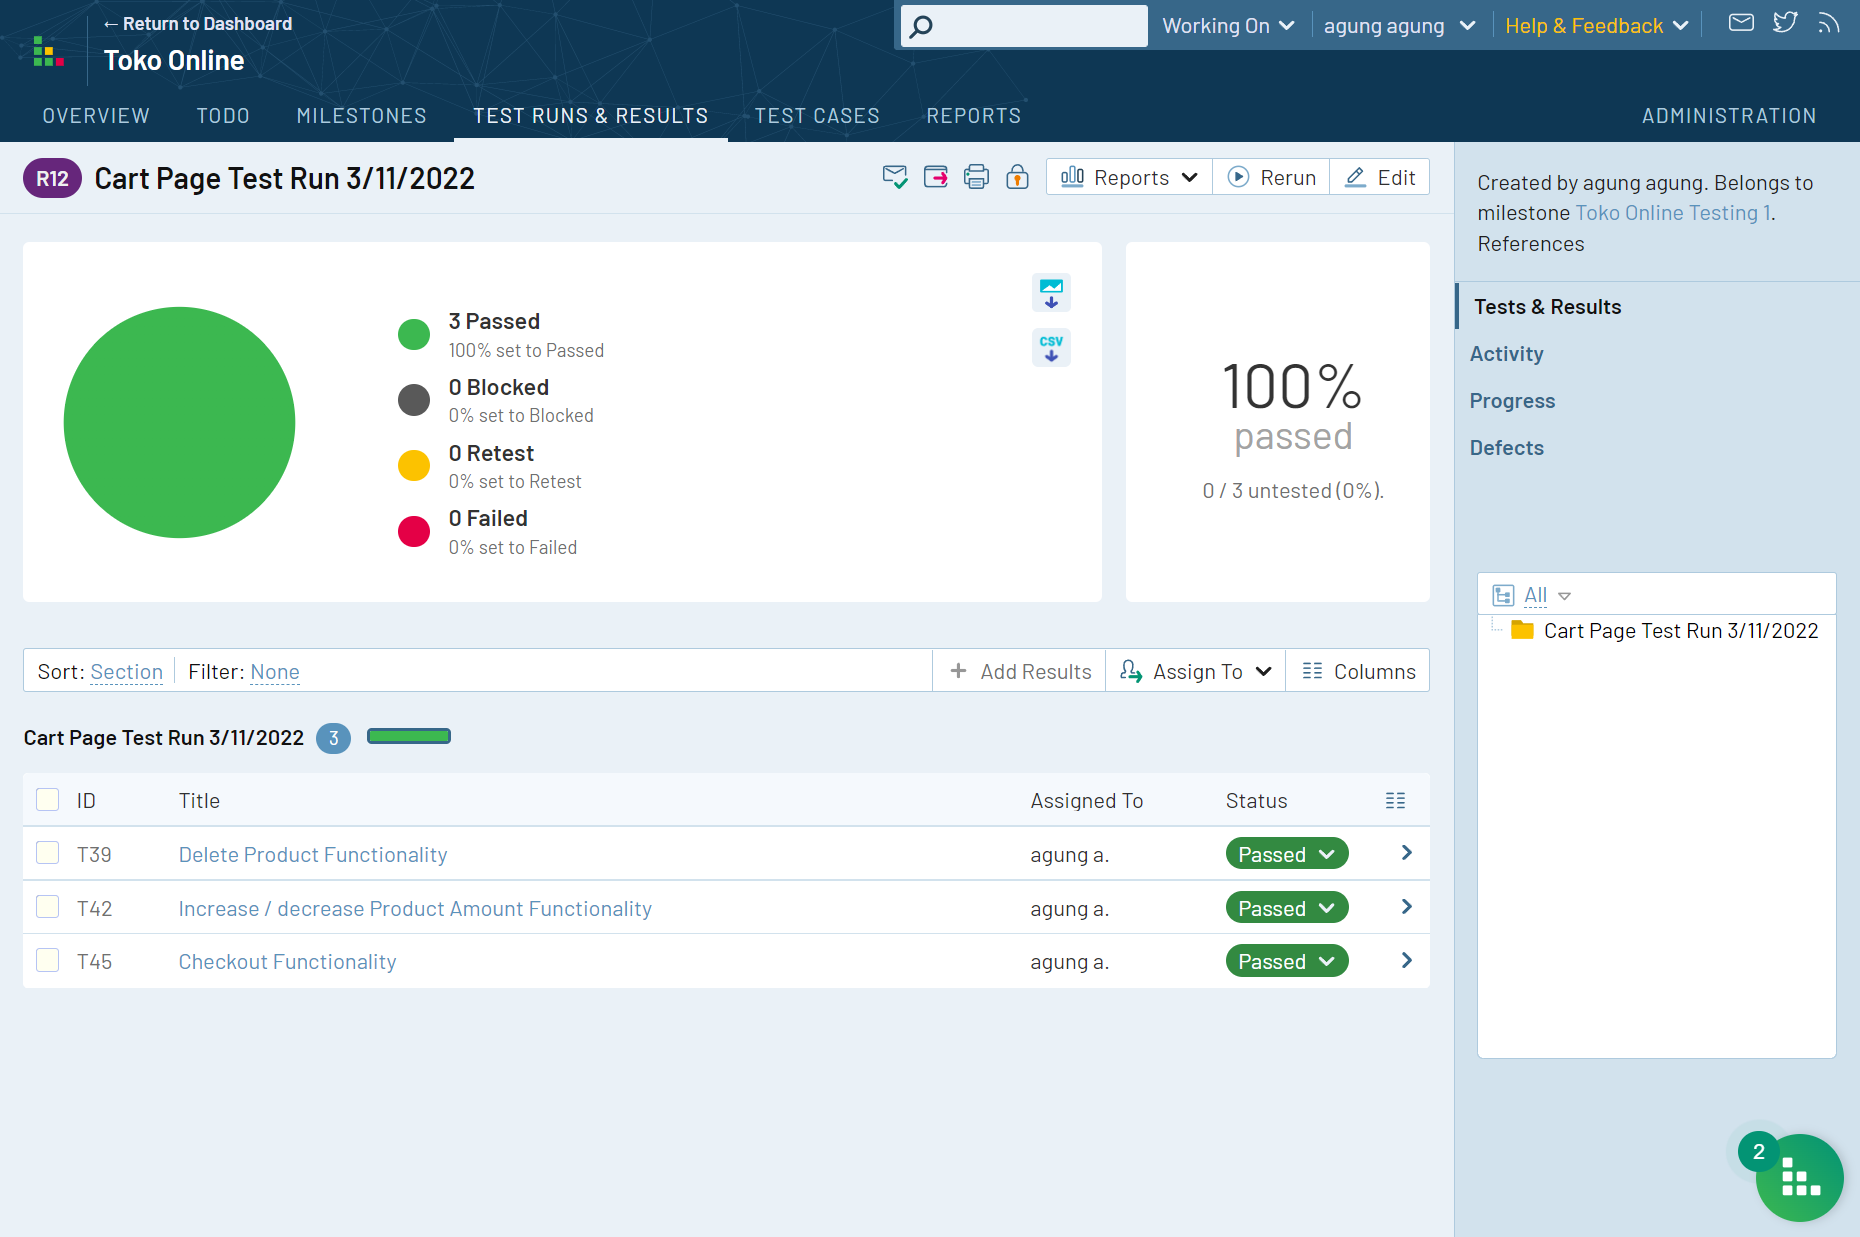 ←Return to Dashboard
Toko Online
Working On
agung agung
Help & Feedback
OVERVIEW
TODO
MILESTONES
TEST RUNS & RESULTS
TEST CASES
REPORTS
ADMINISTRATION
R12
Cart Page Test Run 3/11/2022
Reports
Rerun
Edit
3 Passed
100% set to Passed
0 Blocked
0% set to Blocked
0 Retest
0% set to Retest
0 Failed
0% set to Failed
CSV
100%
passed
0 / 3 untested (0%).
Created by agung agung. Belongs to
milestone Toko Online Testing 1.
References
Tests & Results
Activity
Progress
Defects
All
Cart Page Test Run 3/11/2022
Sort: Section
Filter: None
+ Add Results
Assign To
Columns
Cart Page Test Run 3/11/2022 3
ID Title Assigned To Status
T39 Delete Product Functionality agung a. Passed
T42 Increase / decrease Product Amount Functionality agung a. Passed
T45 Checkout Functionality agung a. Passed
2